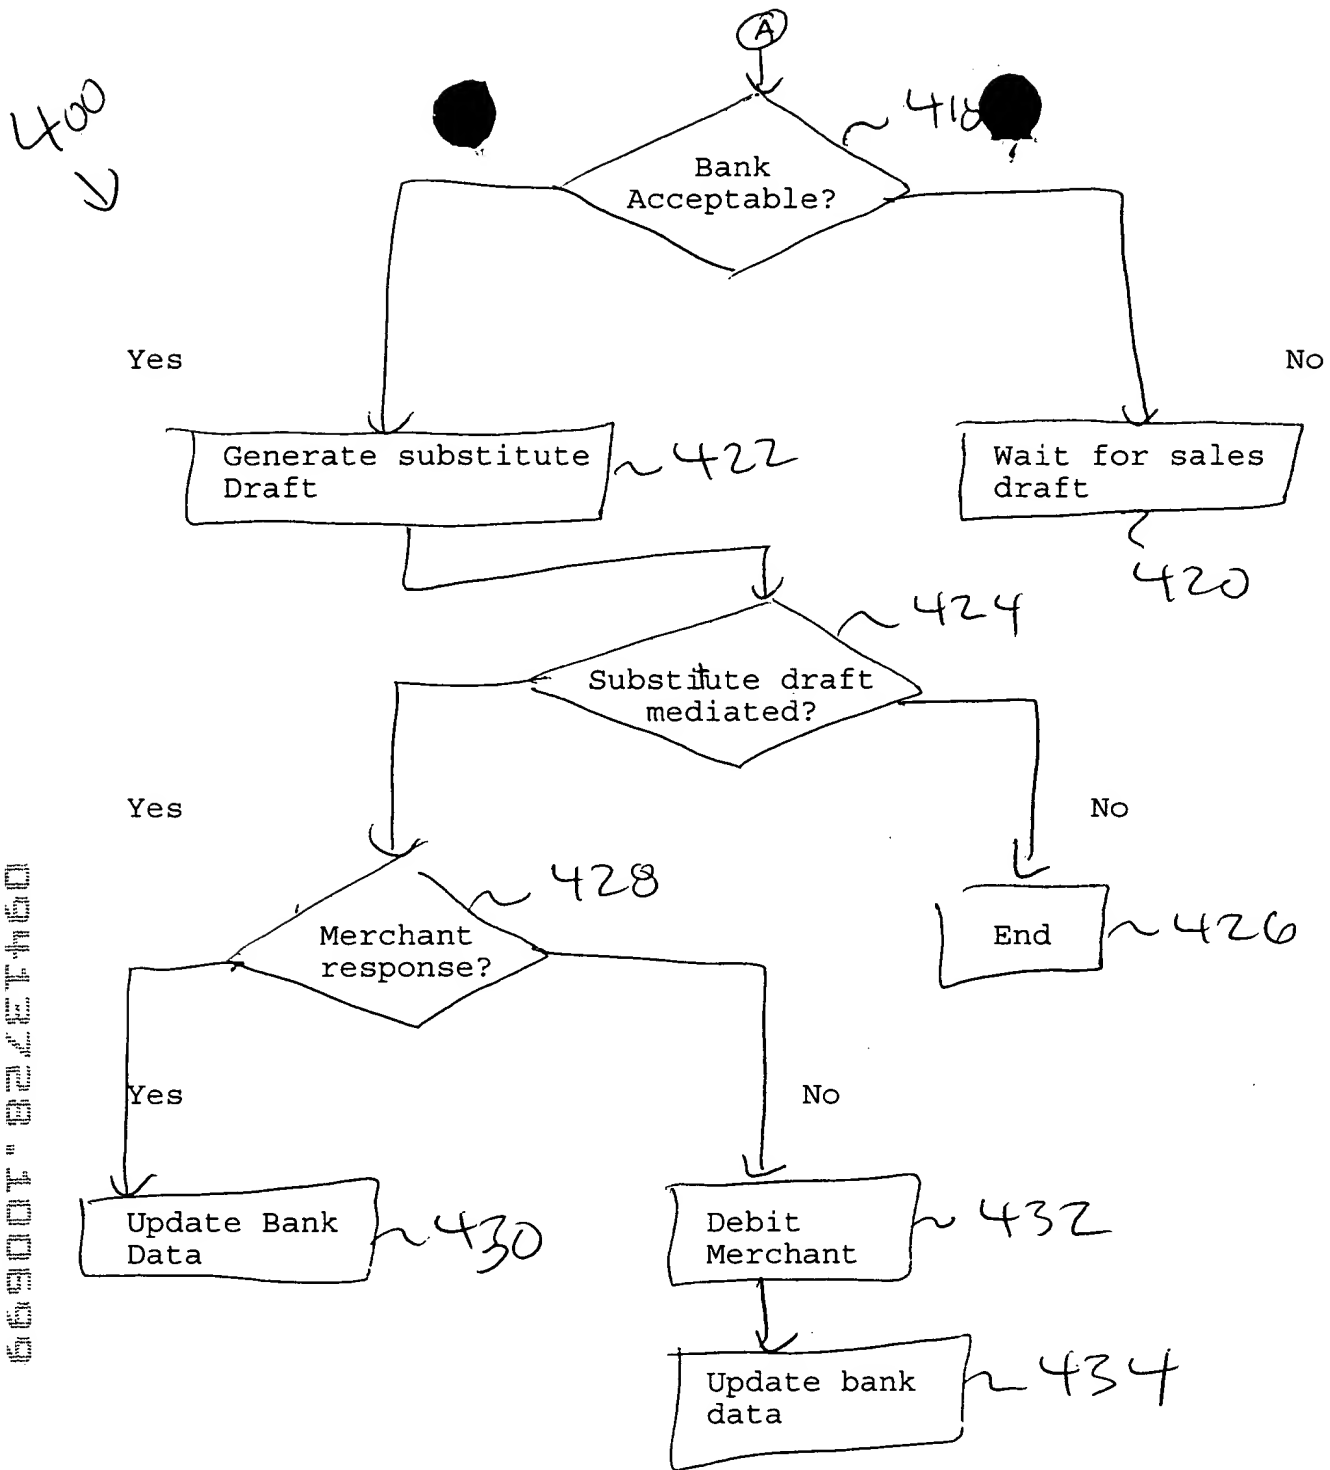 A
400
418
Bank
Acceptable?
Yes
No
Generate substitute
Draft
422
Wait for sales
draft
420
424
Substitute draft
mediated?
Yes
No
428
Merchant
response?
End
426
Yes
No
Update Bank
Data
430
Debit
Merchant
432
Update bank
data
434
09413728.100699